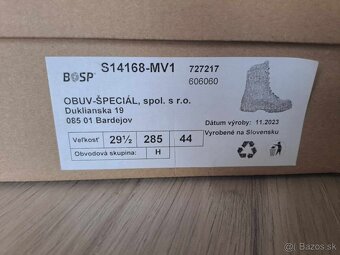 S14168-MV1
727217
606060
BOSP
OBUV-ŠPECIÁL, spol. s r.o.
Duklianska 19
085 01 Bardejov
Dátum výroby: 11.2023
Vyrobené na Slovensku
Veľkosť 29½ 285 44
Obvodová skupina: H
Bazos.sk